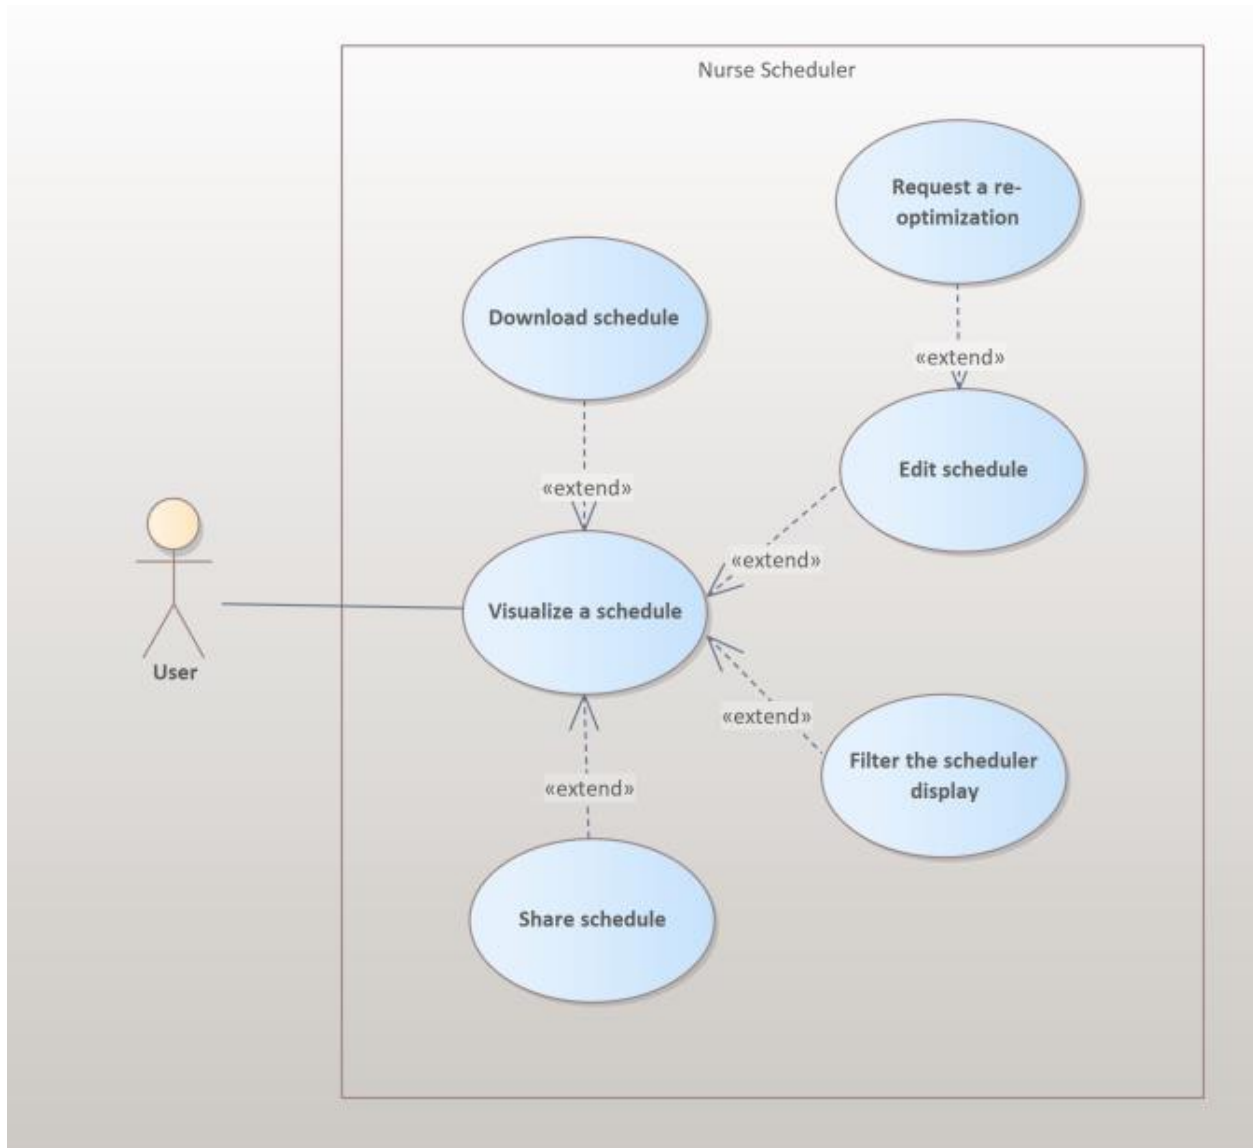 Nurse Scheduler
Request a re-
optimization
Download schedule
«extend»
Edit schedule
«extend»
«extend»
Visualize a schedule
User
«extend»
Filter the scheduler
display
«extend»
Share schedule